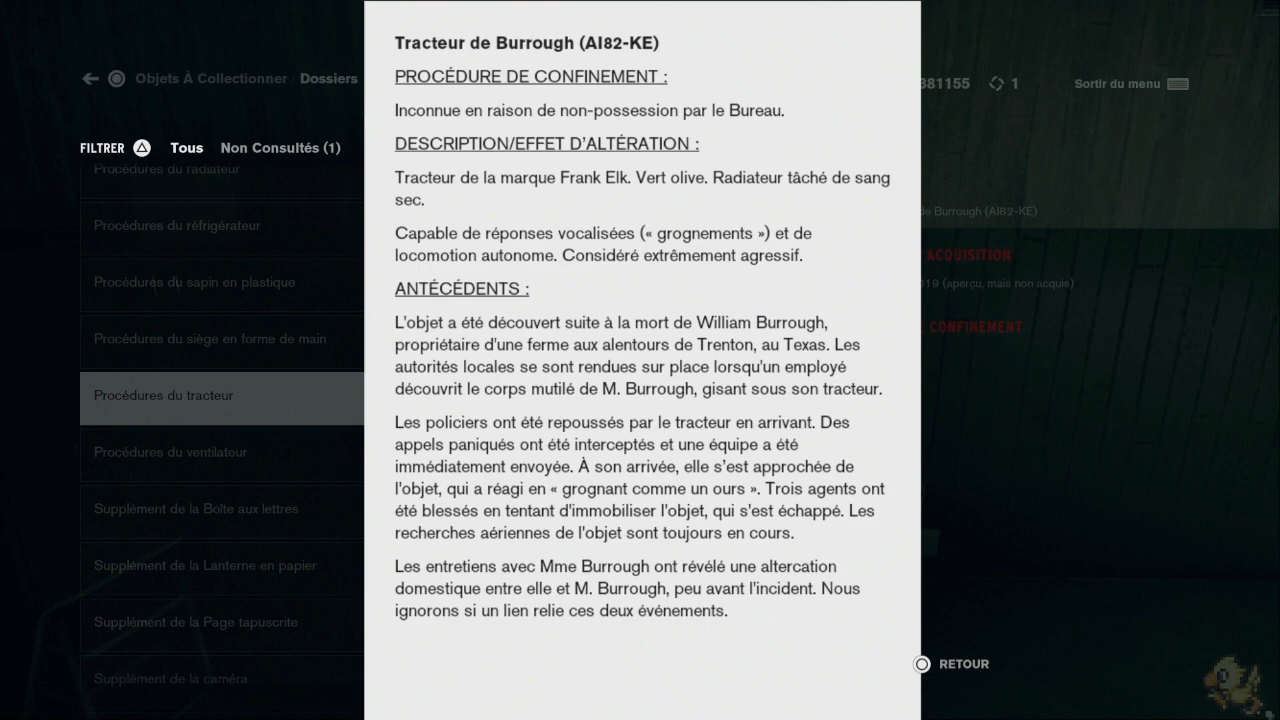 Tracteur de Burrough (AI82-KE)
PROCÉDURE DE CONFINEMENT :
Inconnue en raison de non-possession par le Bureau.
DESCRIPTION/EFFET D'ALTÉRATION :
Tracteur de la marque Frank Elk. Vert olive. Radiateur tâché de sang
sec.
Capable de réponses vocalisées (« grognements ») et de
locomotion autonome. Considéré extrêmement agressif.
ANTÉCÉDENTS :
L'objet a été découvert suite à la mort de William Burrough,
propriétaire d'une ferme aux alentours de Trenton, au Texas. Les
autorités locales se sont rendues sur place lorsqu'un employé
découvrit le corps mutilé de M. Burrough, gisant sous son tracteur.
Les policiers ont été repoussés par le tracteur en arrivant. Des
appels paniqués ont été interceptés et une équipe a été
immédiatement envoyée. À son arrivée, elle s'est approchée de
l'objet, qui a réagi en « grognant comme un ours ». Trois agents ont
été blessés en tentant d'immobiliser l'objet, qui s'est échappé. Les
recherches aériennes de l'objet sont toujours en cours.
Les entretiens avec Mme Burrough ont révélé une altercation
domestique entre elle et M. Burrough, peu avant l'incident. Nous
ignorons si un lien relie ces deux événements.
Objets À Collectionner Dossiers
FILTRER Tous Non Consultés (1)
Procédures du radiateur
Procédures du réfrigérateur
Procédures du sapin en plastique
Procédures du siège en forme de main
Procédures du tracteur
Procédures du ventilateur
Supplément de la Boîte aux lettres
Supplément de la Lanterne en papier
Supplément de la Page tapuscrite
Supplément de la caméra
381155 1 Sortir du menu
de Burrough (AI82-KE)
ACQUISITION
019 (aperçu, mais non acquis)
CONFINEMENT
RETOUR